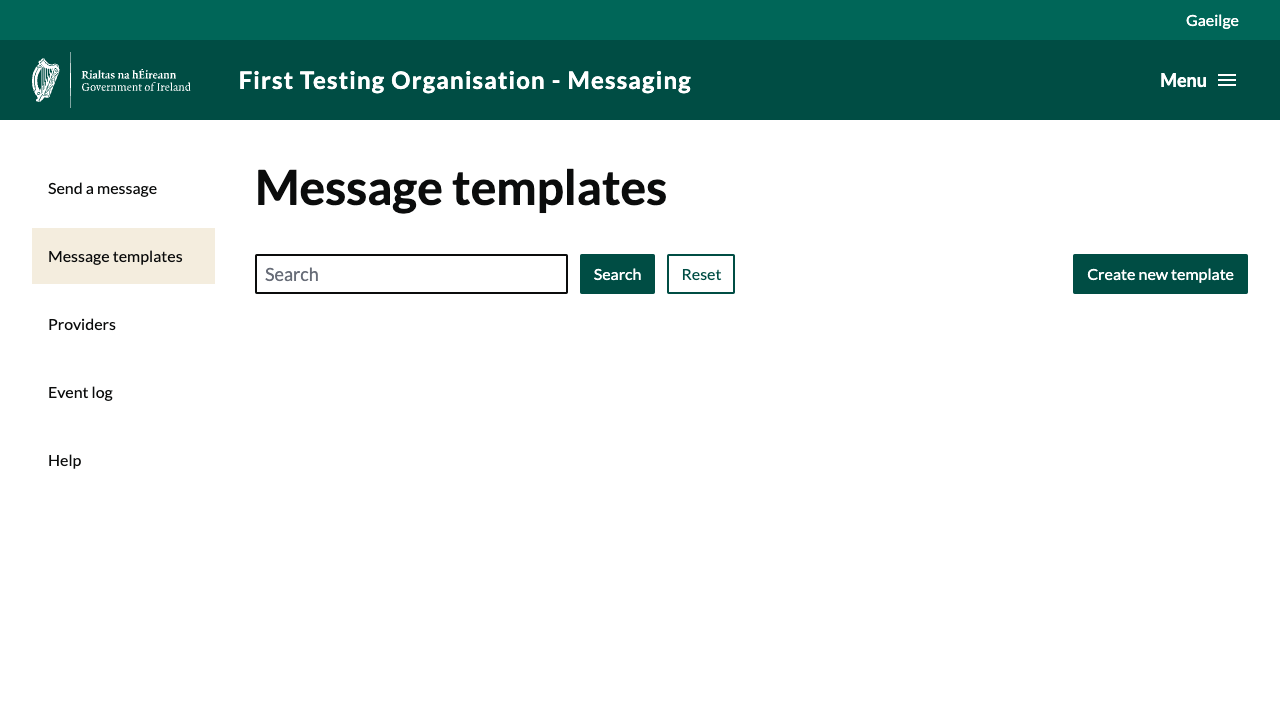 Gaeilge
Rialtas na hÉireann
Government of Ireland
First Testing Organisation - Messaging
Menu
Send a message
Message templates
Providers
Event log
Help
Message templates
Search
Search
Reset
Create new template